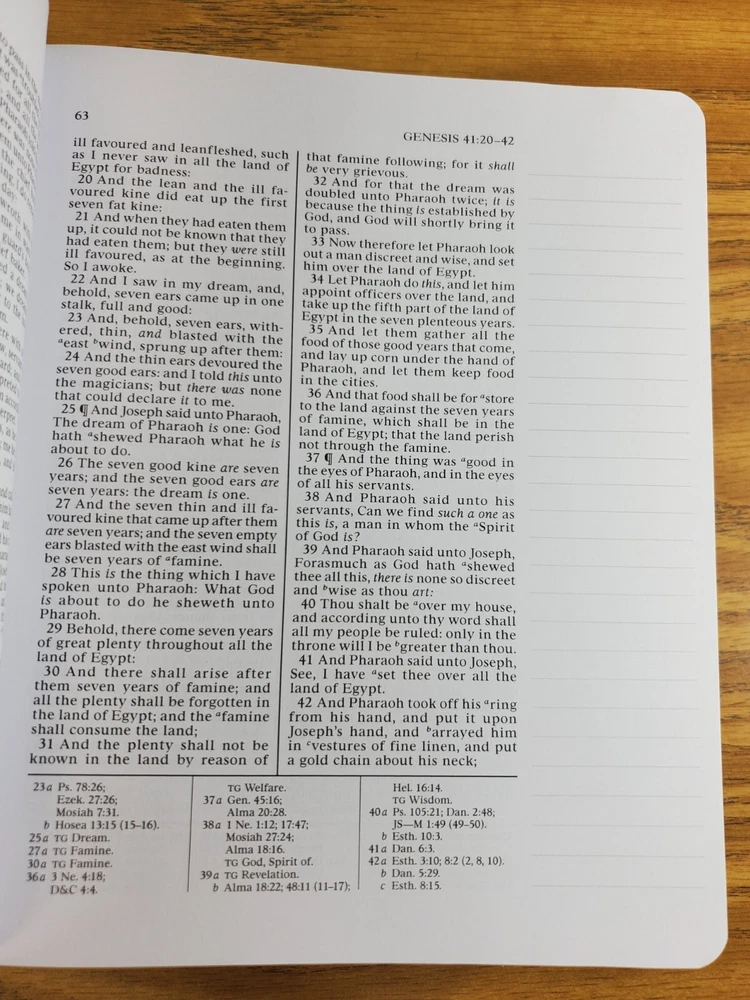 63
GENESIS 41:20–42
ill favoured and leanfleshed, such
as I never saw in all the land of
Egypt for badness:
20 And the lean and the ill fa-
voured kine did eat up the first
seven fat kine:
21 And when they had eaten them
up, it could not be known that they
had eaten them; but they were still
ill favoured, as at the beginning.
So I awoke.
22 And I saw in my dream, and,
behold, seven ears came up in one
stalk, full and good:
23 And, behold, seven ears, with-
ered, thin, and blasted with the
aeast bwind, sprung up after them:
24 And the thin ears devoured the
seven good ears: and I told this unto
the magicians; but there was none
that could declare it to me.
25 ¶ And Joseph said unto Pharaoh,
The dream of Pharaoh is one: God
hath ashewed Pharaoh what he is
about to do.
26 The seven good kine are seven
years; and the seven good ears are
seven years: the dream is one.
27 And the seven thin and ill fa-
voured kine that came up after them
are seven years; and the seven empty
ears blasted with the east wind shall
be seven years of afamine.
28 This is the thing which I have
spoken unto Pharaoh: What God
is about to do he sheweth unto
Pharaoh.
29 Behold, there come seven years
of great plenty throughout all the
land of Egypt:
30 And there shall arise after
them seven years of famine; and
all the plenty shall be forgotten in
the land of Egypt; and the afamine
shall consume the land;
31 And the plenty shall not be
known in the land by reason of
that famine following; for it shall
be very grievous.
32 And for that the dream was
doubled unto Pharaoh twice; it is
because the thing is established by
God, and God will shortly bring it
to pass.
33 Now therefore let Pharaoh look
out a man discreet and wise, and set
him over the land of Egypt.
34 Let Pharaoh do this, and let him
appoint officers over the land, and
take up the fifth part of the land of
Egypt in the seven plenteous years.
35 And let them gather all the
food of those good years that come,
and lay up corn under the hand of
Pharaoh, and let them keep food
in the cities.
36 And that food shall be for astore
to the land against the seven years
of famine, which shall be in the
land of Egypt; that the land perish
not through the famine.
37 ¶ And the thing was agood in
the eyes of Pharaoh, and in the eyes
of all his servants.
38 And Pharaoh said unto his
servants, Can we find such a one as
this is, a man in whom the aSpirit
of God is?
39 And Pharaoh said unto Joseph,
Forasmuch as God hath ashewed
thee all this, there is none so discreet
and bwise as thou art:
40 Thou shalt be aover my house,
and according unto thy word shall
all my people be ruled: only in the
throne will I be bgreater than thou.
41 And Pharaoh said unto Joseph,
See, I have aset thee over all the
land of Egypt.
42 And Pharaoh took off his aring
from his hand, and put it upon
Joseph's hand, and barrayed him
in cvestures of fine linen, and put
a gold chain about his neck;
23a Ps. 78:26;
Ezek. 27:26;
Mosiah 7:31.
b Hosea 13:15 (15–16).
25a TG Dream.
27a TG Famine.
30a TG Famine.
36a 3 Ne. 4:18;
D&C 4:4.
TG Welfare.
37a Gen. 45:16;
Alma 20:28.
38a 1 Ne. 1:12; 17:47;
Mosiah 27:24;
Alma 18:16.
TG God, Spirit of.
39a TG Revelation.
b Alma 18:22; 48:11 (11–17);
Hel. 16:14.
TG Wisdom.
40a Ps. 105:21; Dan. 2:48;
JS—M 1:49 (49–50).
b Esth. 10:3.
41a Dan. 6:3.
42a Esth. 3:10; 8:2 (2, 8, 10).
b Dan. 5:29.
c Esth. 8:15.